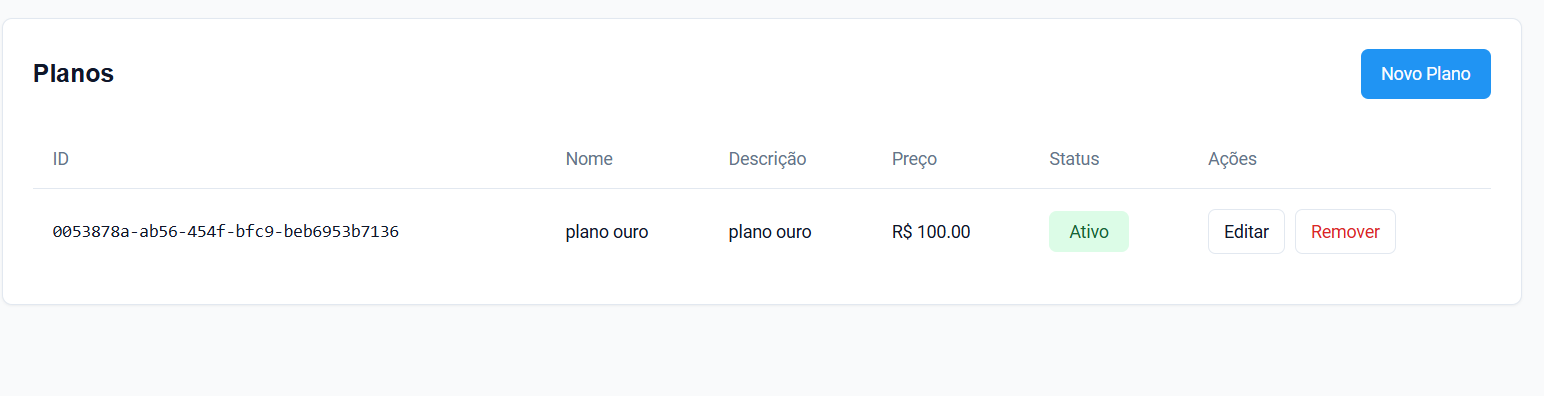 Planos
Novo Plano
ID Nome Descrição Preço Status Ações
0053878a-ab56-454f-bfc9-beb6953b7136 plano ouro plano ouro R$ 100.00 Ativo Editar Remover